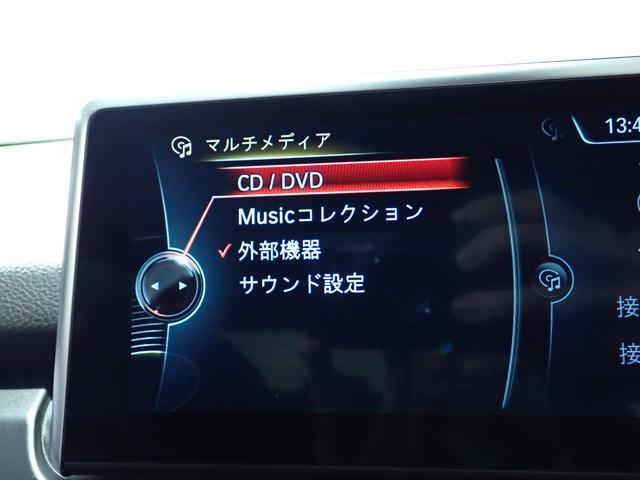 マルチメディア
13:4
CD / DVD
Musicコレクション
外部機器
サウンド設定
接
接